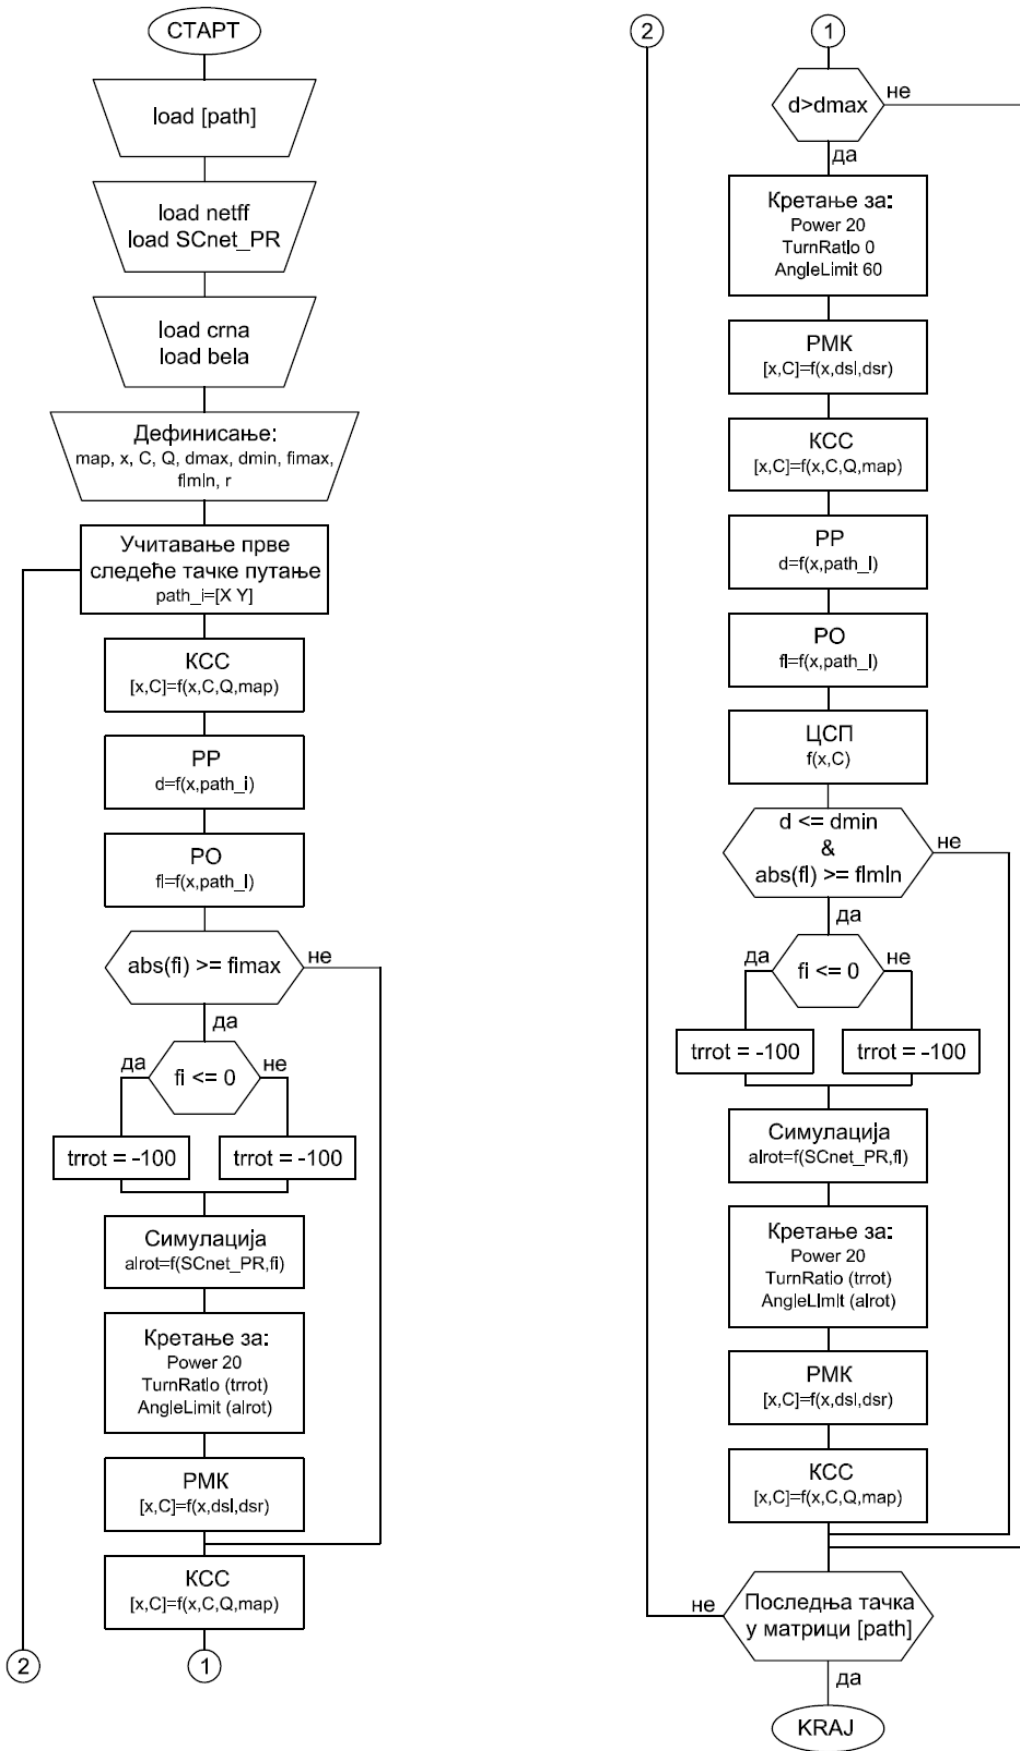 СТАРТ
load [path]
load netff
load SCnet_PR
load crna
load bela
Дефинисање:
map, x, C, Q, dmax, dmin, fimax,
fimin, r
Учитавање прве
следеће тачке путање
path_i=[X Y]
КСС
[x,C]=f(x,C,Q,map)
РР
d=f(x,path_i)
РО
fi=f(x,path_i)
abs(fi) >= fimax
не
да
fi <= 0
да
не
trrot = -100
trrot = -100
Симулација
alrot=f(SCnet_PR,fi)
Кретање за:
Power 20
TurnRatio (trrot)
AngleLimit (alrot)
РМК
[x,C]=f(x,dsl,dsr)
КСС
[x,C]=f(x,C,Q,map)
2
1
2
1
d>dmax
не
да
Кретање за:
Power 20
TurnRatio 0
AngleLimit 60
РМК
[x,C]=f(x,dsl,dsr)
КСС
[x,C]=f(x,C,Q,map)
РР
d=f(x,path_i)
РО
fi=f(x,path_i)
ЦСП
f(x,C)
d <= dmin
&
abs(fi) >= fimin
не
да
fi <= 0
да
не
trrot = -100
trrot = -100
Симулација
alrot=f(SCnet_PR,fi)
Кретање за:
Power 20
TurnRatio (trrot)
AngleLimit (alrot)
РМК
[x,C]=f(x,dsl,dsr)
КСС
[x,C]=f(x,C,Q,map)
не
Последња тачка
у матрици [path]
да
KRAJ